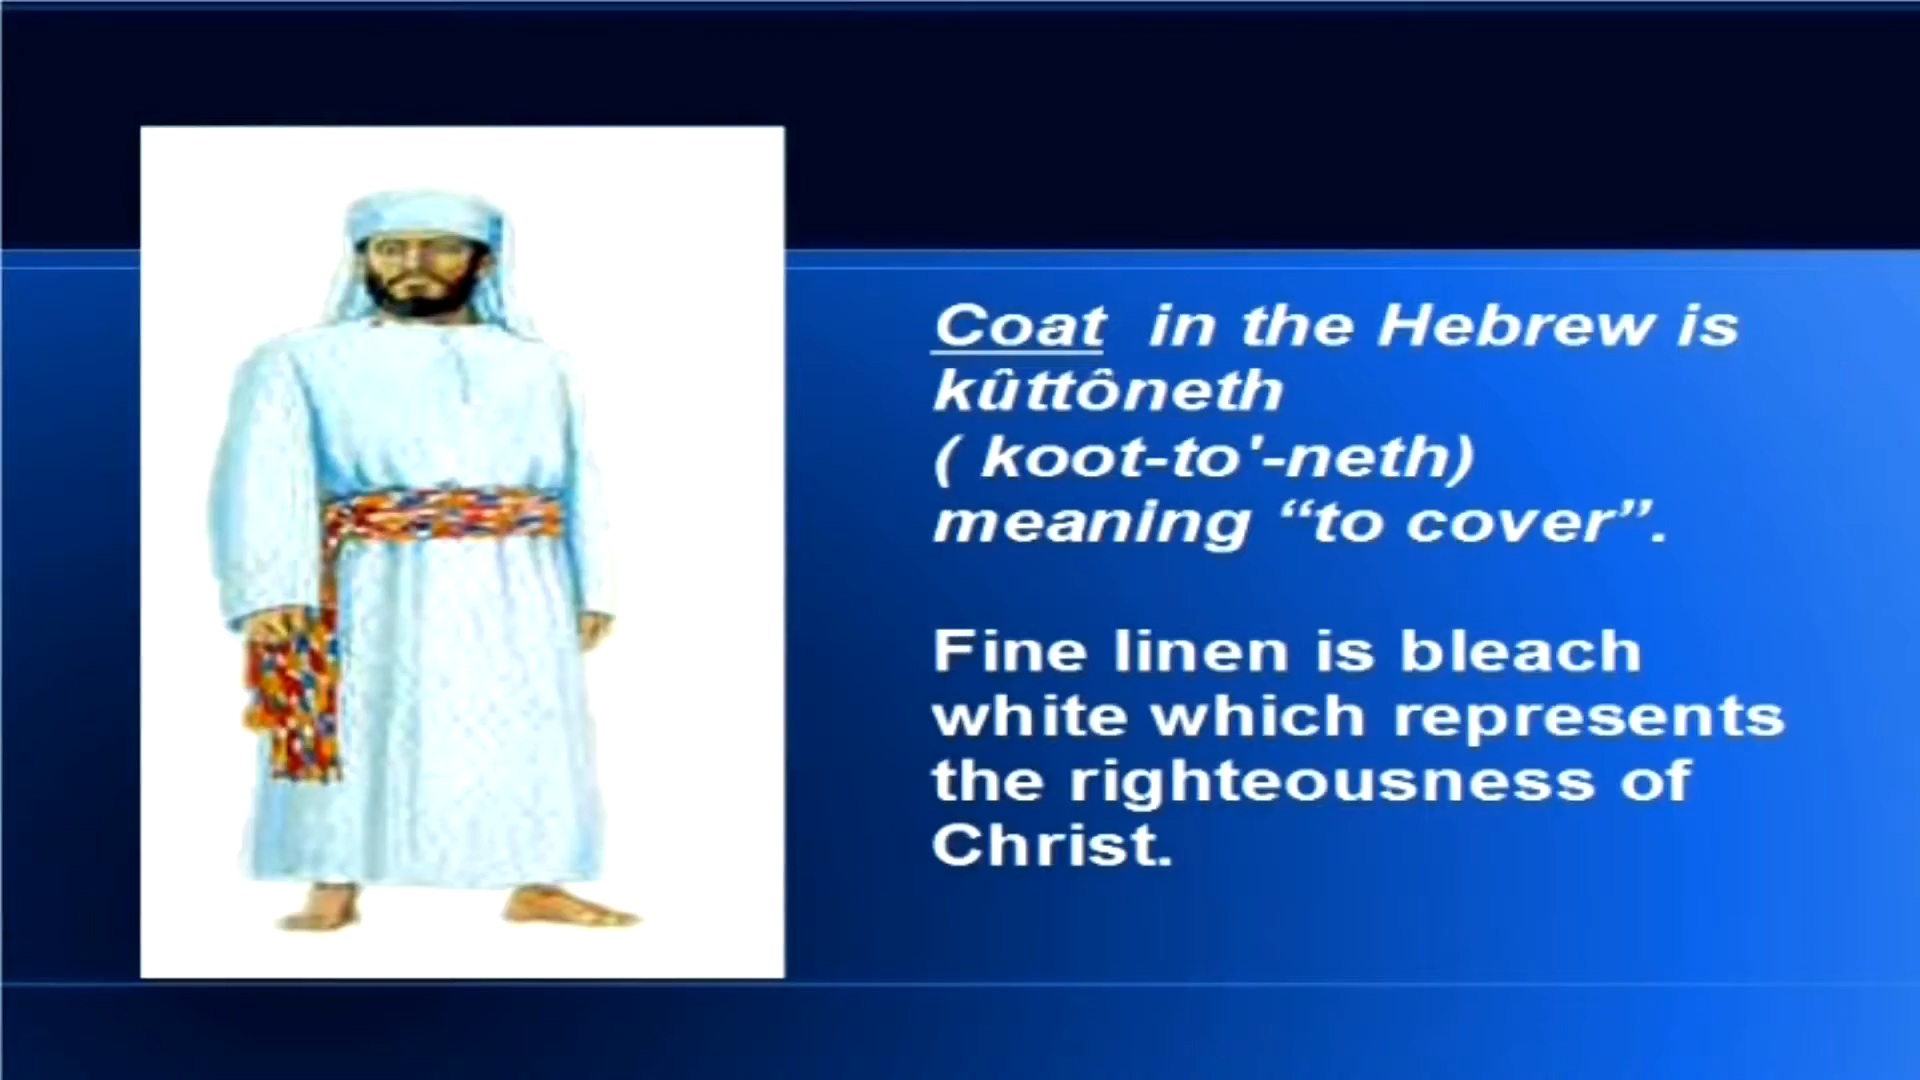 Coat in the Hebrew is
kûttôneth
( koot-to'-neth)
meaning “to cover”.
Fine linen is bleach
white which represents
the righteousness of
Christ.